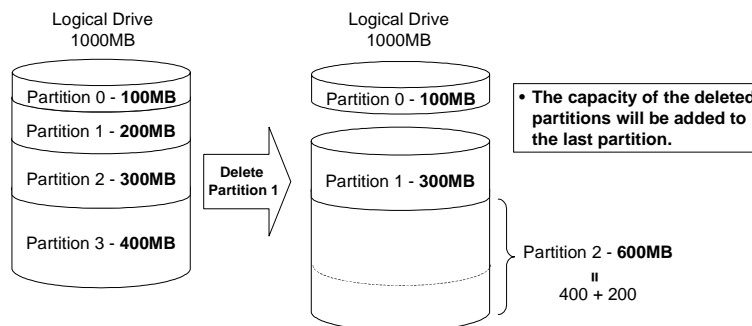 Logical Drive
1000MB
Partition 0 - 100MB
Partition 1 - 200MB
Partition 2 - 300MB
Partition 3 - 400MB
Delete
Partition 1
Logical Drive
1000MB
Partition 0 - 100MB
Partition 1 - 300MB
Partition 2 - 600MB
=
400 + 200
• The capacity of the deleted
partitions will be added to
the last partition.